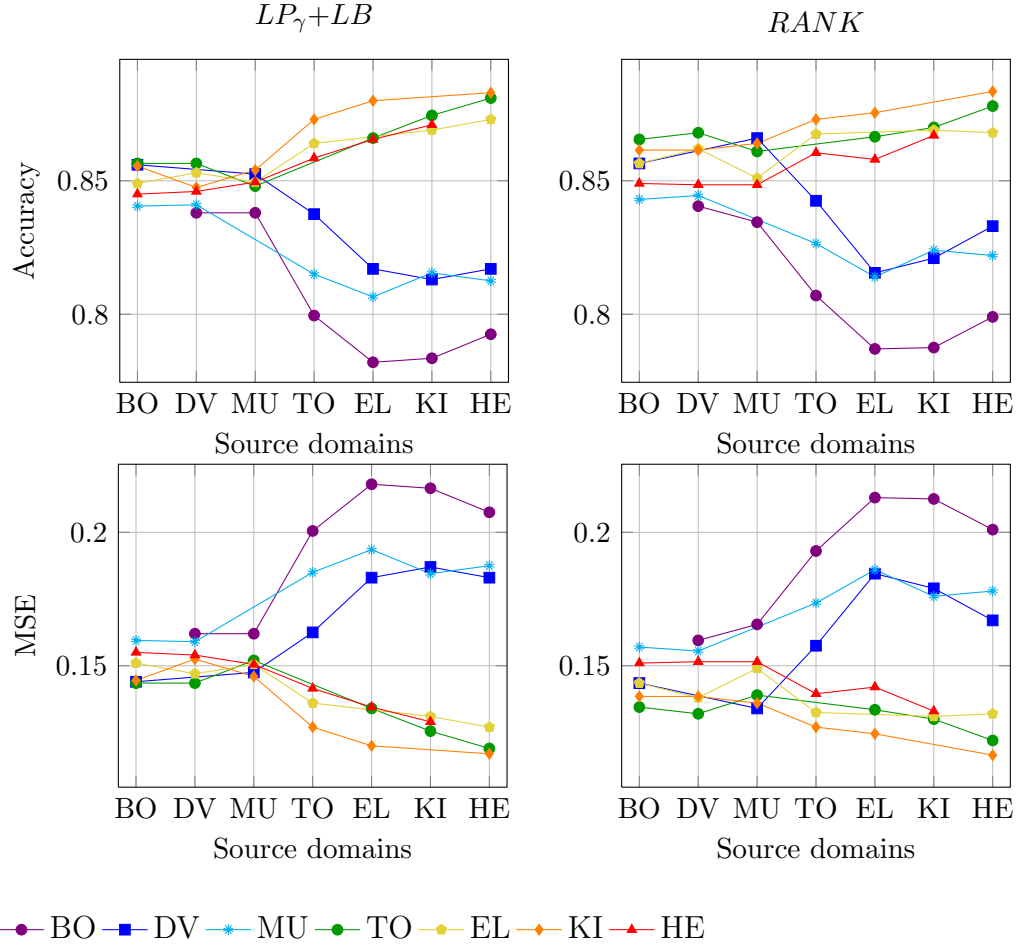 LPγ+LB
RANK
Accuracy
0.85
0.8
BO DV MU TO EL KI HE
Source domains
0.85
0.8
BO DV MU TO EL KI HE
Source domains
MSE
0.2
0.15
BO DV MU TO EL KI HE
Source domains
0.2
0.15
BO DV MU TO EL KI HE
Source domains
BO DV MU TO EL KI HE